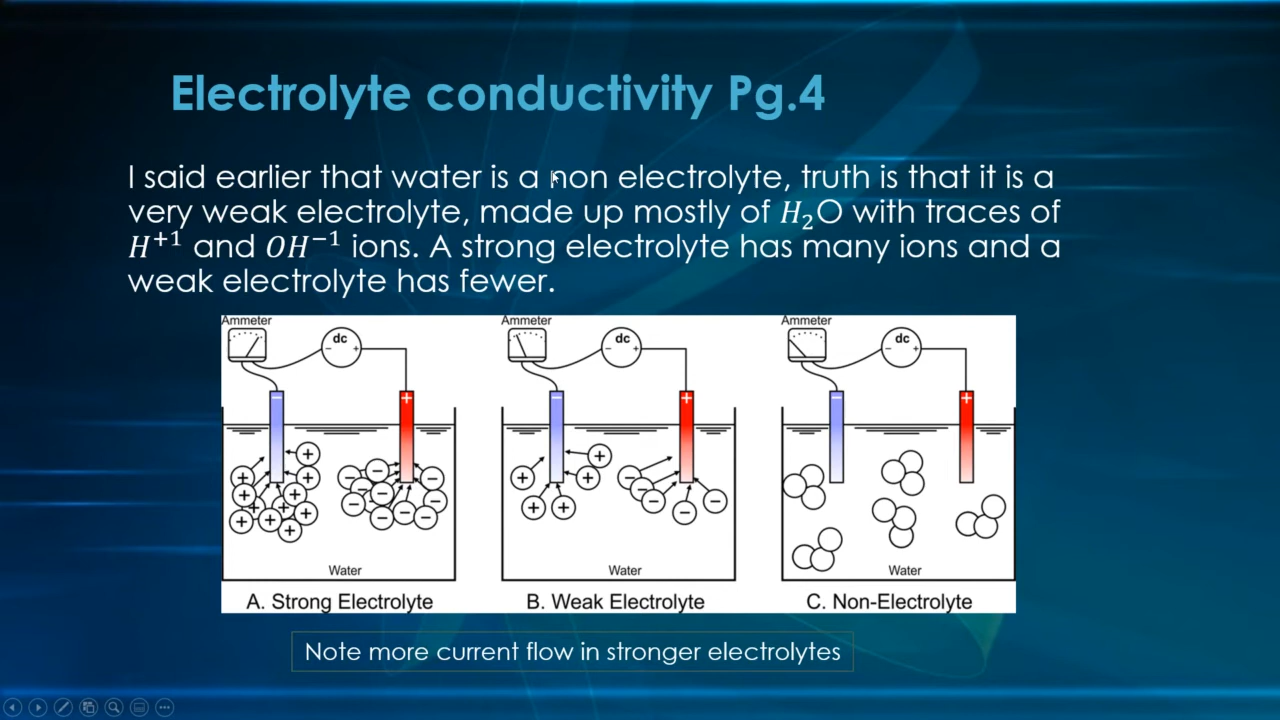 Electrolyte conductivity Pg.4
I said earlier that water is a non electrolyte, truth is that it is a
very weak electrolyte, made up mostly of H₂O with traces of
H⁺¹ and OH⁻¹ ions. A strong electrolyte has many ions and a
weak electrolyte has fewer.
Ammeter Ammeter Ammeter
dc dc dc
− + − + − +
− + − +
+ + + + + + + + + + − − − − − − − − − + + + + + − − − − −
Water Water Water
A. Strong Electrolyte B. Weak Electrolyte C. Non-Electrolyte
Note more current flow in stronger electrolytes